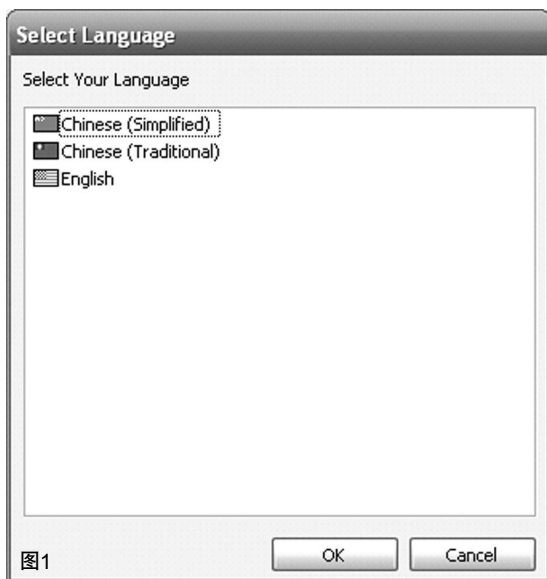 Select Language
Select Your Language
Chinese (Simplified)
Chinese (Traditional)
English
图1
OK
Cancel